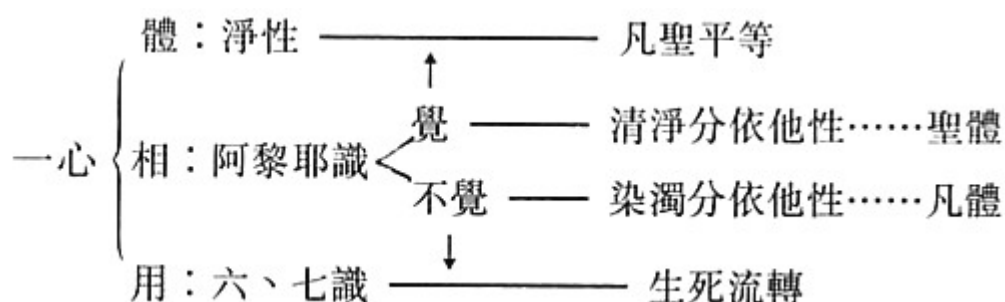 體：淨性 凡聖平等
覺 清淨分依他性……聖體
一心 相：阿黎耶識
不覺 染濁分依他性……凡體
用：六、七識 生死流轉